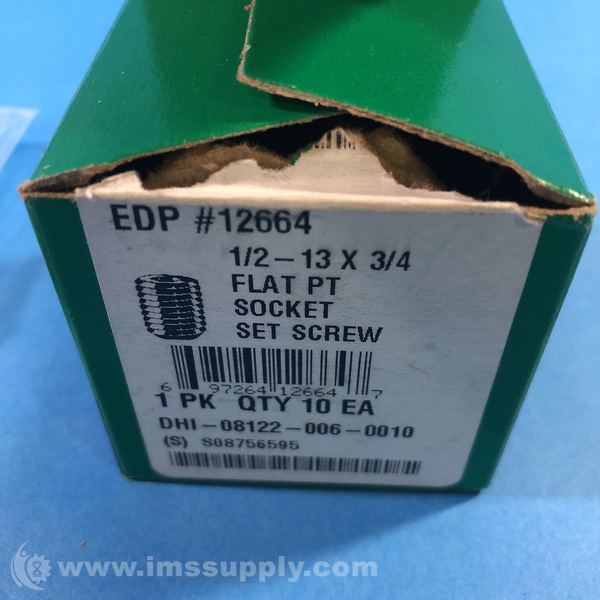 EDP #12664
1/2-13 X 3/4
FLAT PT
SOCKET
SET SCREW
6 97264 12664 7
1 PK QTY 10 EA
DHI-08122-006-0010
(S) S08756595
www.imssupply.com